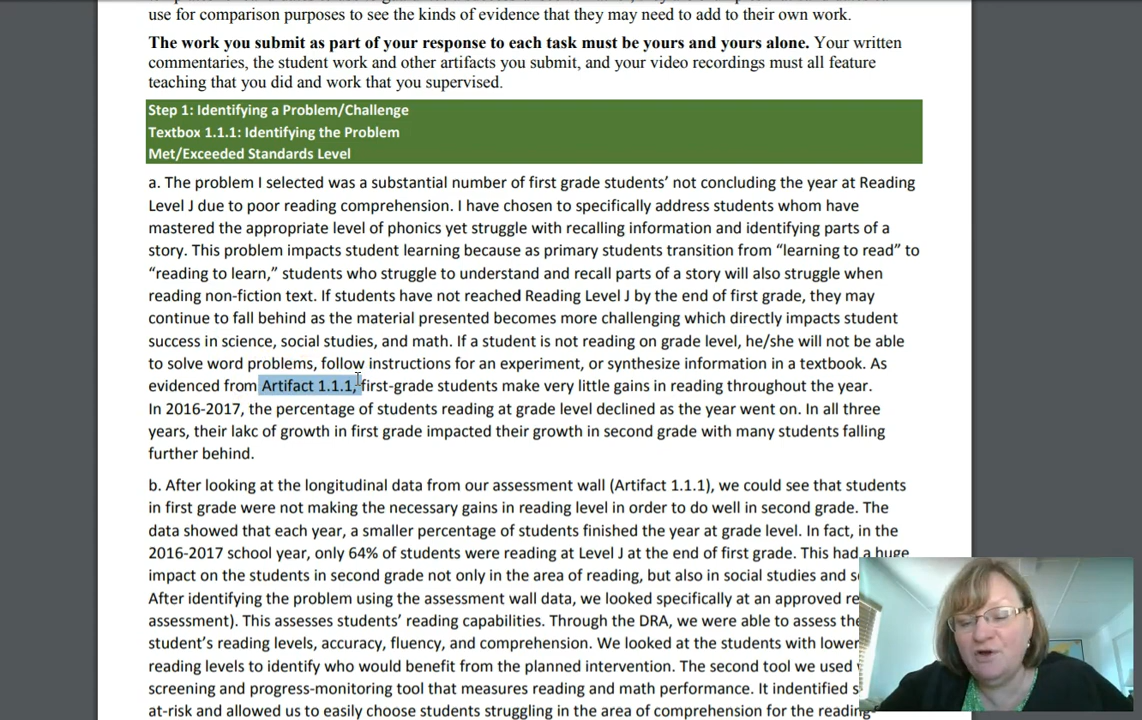 use for comparison purposes to see the kinds of evidence that they may need to add to their own work.
The work you submit as part of your response to each task must be yours and yours alone. Your written
commentaries, the student work and other artifacts you submit, and your video recordings must all feature
teaching that you did and work that you supervised.
Step 1: Identifying a Problem/Challenge
Textbox 1.1.1: Identifying the Problem
Met/Exceeded Standards Level
a. The problem I selected was a substantial number of first grade students’ not concluding the year at Reading
Level J due to poor reading comprehension. I have chosen to specifically address students whom have
mastered the appropriate level of phonics yet struggle with recalling information and identifying parts of a
story. This problem impacts student learning because as primary students transition from “learning to read” to
“reading to learn,” students who struggle to understand and recall parts of a story will also struggle when
reading non-fiction text. If students have not reached Reading Level J by the end of first grade, they may
continue to fall behind as the material presented becomes more challenging which directly impacts student
success in science, social studies, and math. If a student is not reading on grade level, he/she will not be able
to solve word problems, follow instructions for an experiment, or synthesize information in a textbook. As
evidenced from Artifact 1.1.1, first-grade students make very little gains in reading throughout the year.
In 2016-2017, the percentage of students reading at grade level declined as the year went on. In all three
years, their lakc of growth in first grade impacted their growth in second grade with many students falling
further behind.
b. After looking at the longitudinal data from our assessment wall (Artifact 1.1.1), we could see that students
in first grade were not making the necessary gains in reading level in order to do well in second grade. The
data showed that each year, a smaller percentage of students finished the year at grade level. In fact, in the
2016-2017 school year, only 64% of students were reading at Level J at the end of first grade. This had a huge
impact on the students in second grade not only in the area of reading, but also in social studies and
After identifying the problem using the assessment wall data, we looked specifically at an approved
assessment). This assesses students’ reading capabilities. Through the DRA, we were able to assess
student’s reading levels, accuracy, fluency, and comprehension. We looked at the students with lower
reading levels to identify who would benefit from the planned intervention. The second tool we used
screening and progress-monitoring tool that measures reading and math performance. It indentified
at-risk and allowed us to easily choose students struggling in the area of comprehension for the reading